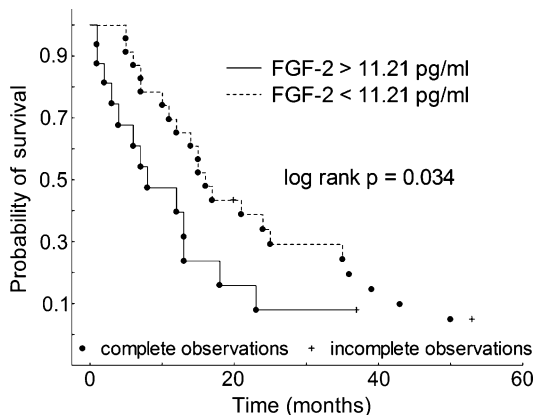 FGF-2 > 11.21 pg/ml
FGF-2 < 11.21 pg/ml
log rank p = 0.034
Probability of survival
0.9
0.7
0.5
0.3
0.1
complete observations
incomplete observations
0
20
40
60
Time (months)